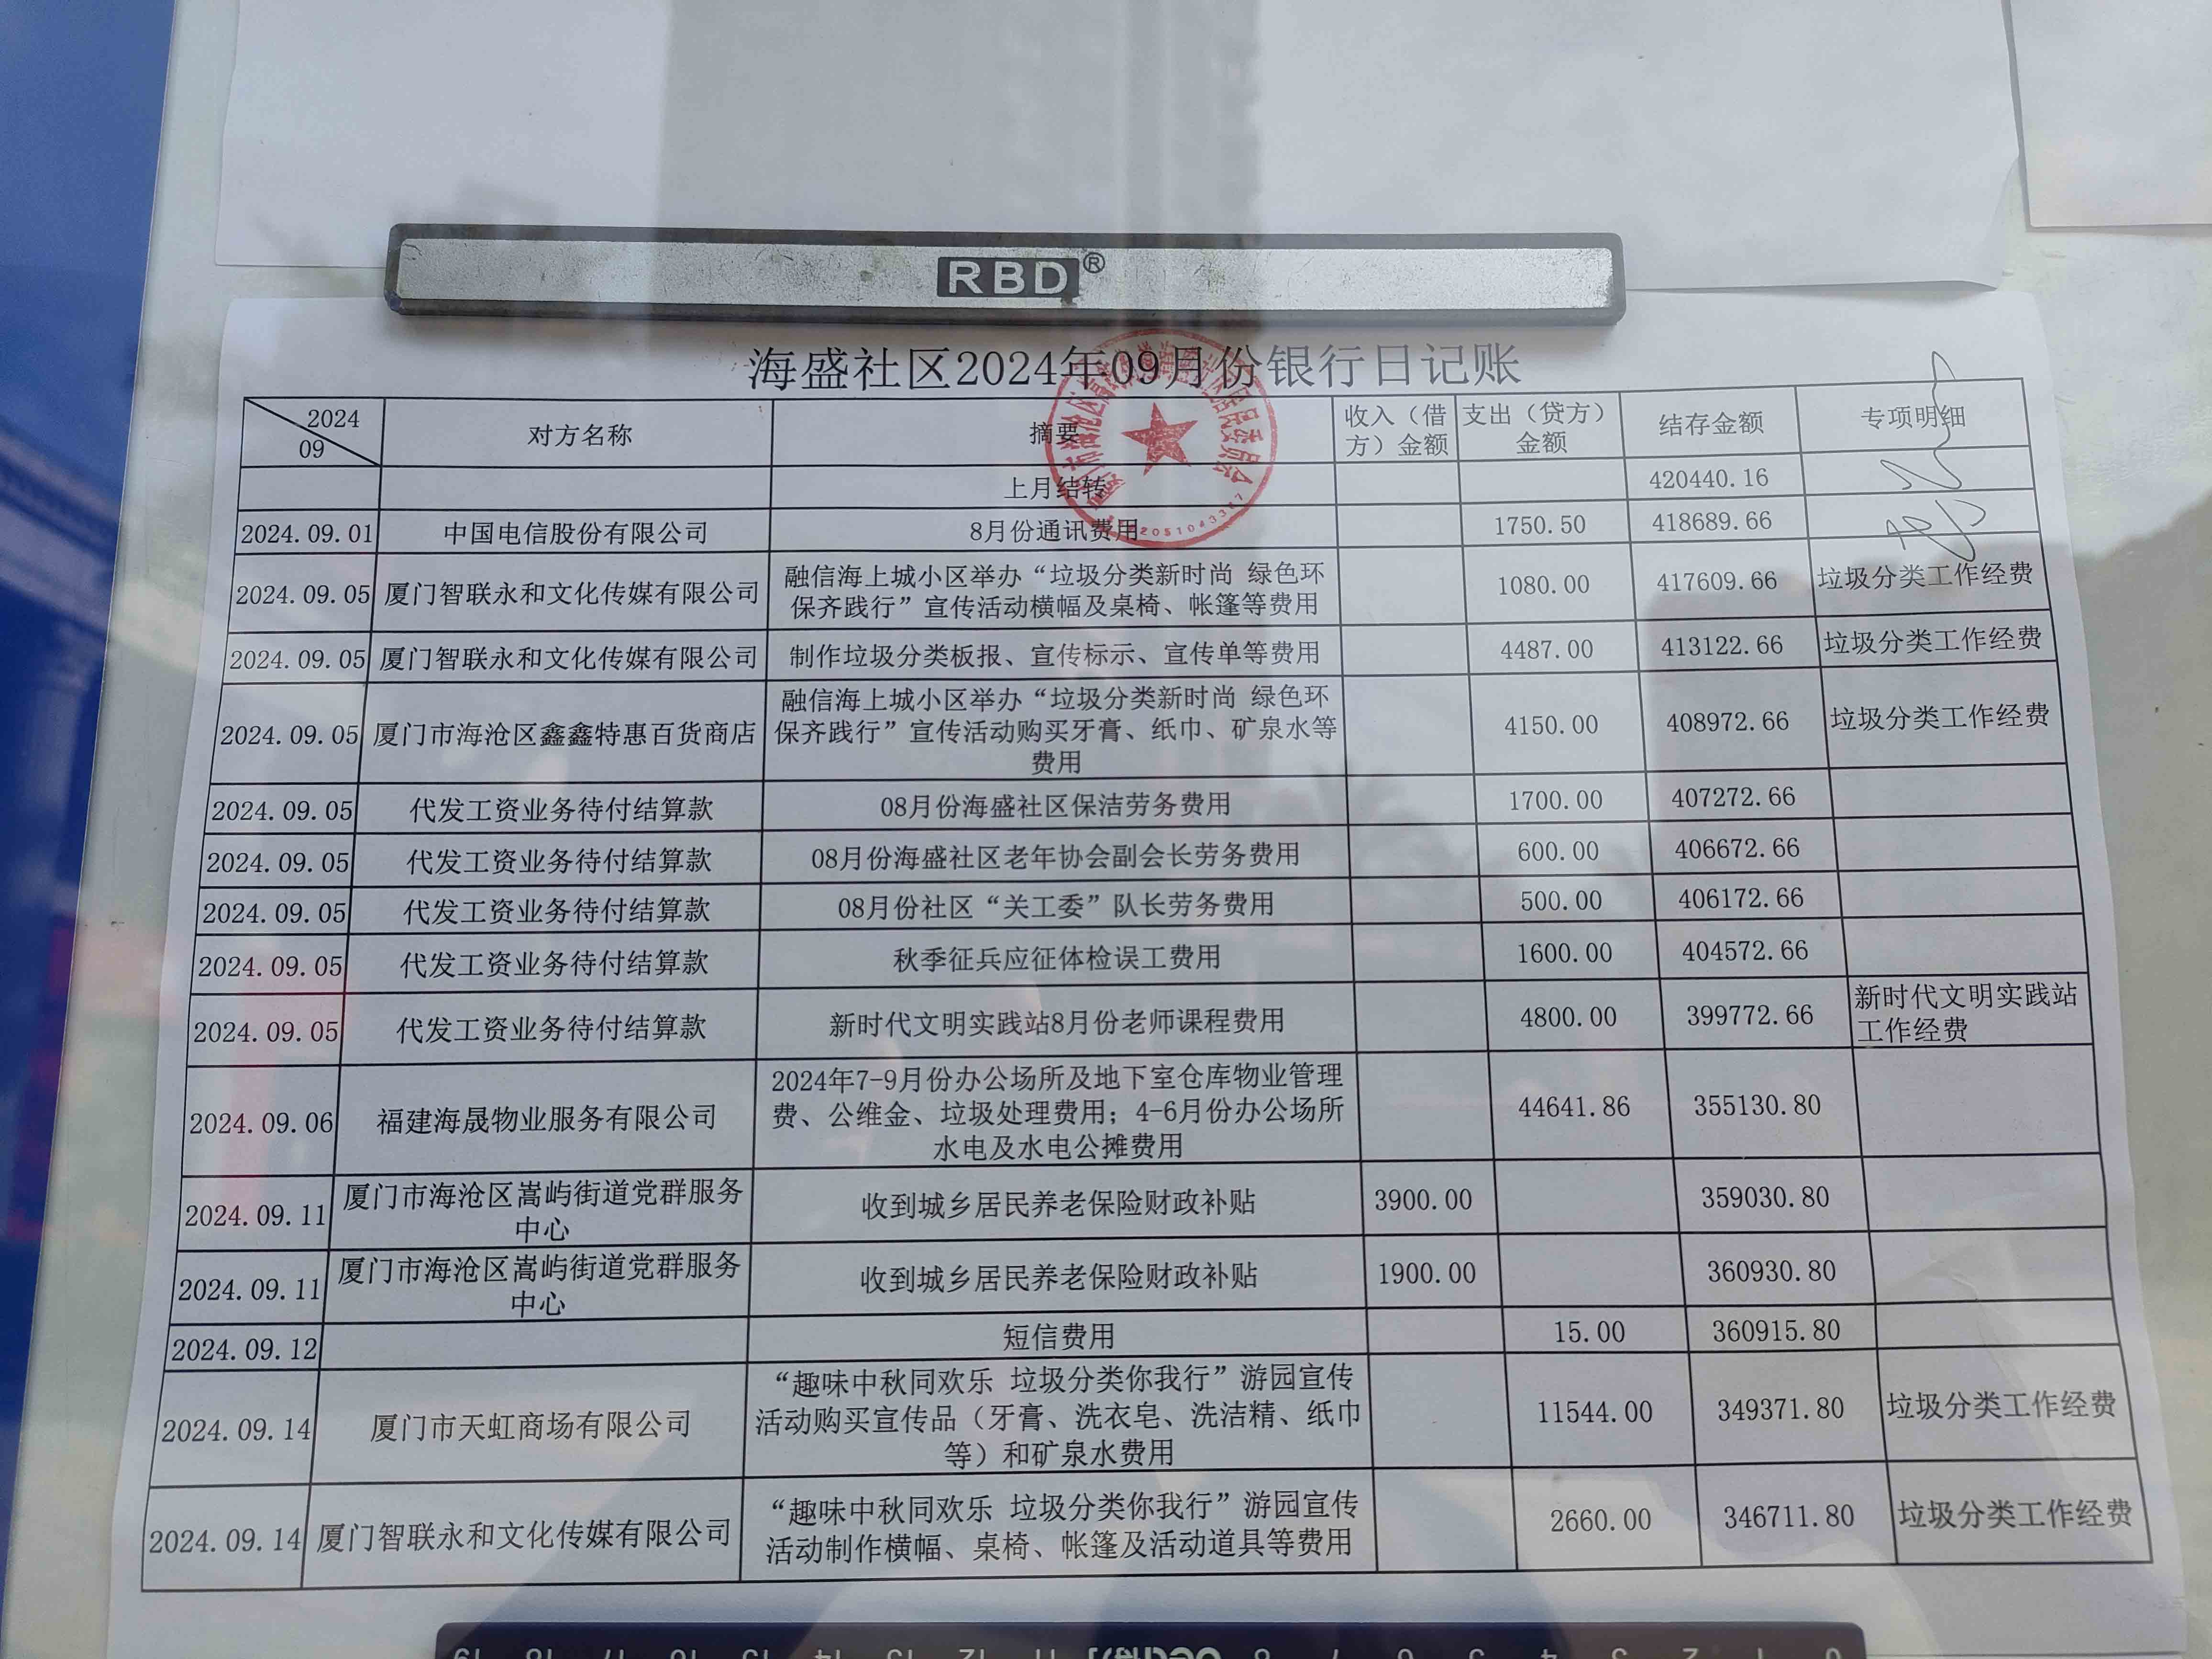 RBD®
海盛社区2024年09月份银行日记账
2024
09
对方名称
摘要
收入（借
方）金额
支出（贷方）
金额
结存金额
专项明细
上月结转
420440.16
2024.09.01
中国电信股份有限公司
8月份通讯费用
1750.50
418689.66
2024.09.05
厦门智联永和文化传媒有限公司
融信海上城小区举办“垃圾分类新时尚 绿色环
保齐践行”宣传活动横幅及桌椅、帐篷等费用
1080.00
417609.66
垃圾分类工作经费
2024.09.05
厦门智联永和文化传媒有限公司
制作垃圾分类板报、宣传标示、宣传单等费用
4487.00
413122.66
垃圾分类工作经费
2024.09.05
厦门市海沧区鑫鑫特惠百货商店
融信海上城小区举办“垃圾分类新时尚 绿色环
保齐践行”宣传活动购买牙膏、纸巾、矿泉水等
费用
4150.00
408972.66
垃圾分类工作经费
2024.09.05
代发工资业务待付结算款
08月份海盛社区保洁劳务费用
1700.00
407272.66
2024.09.05
代发工资业务待付结算款
08月份海盛社区老年协会副会长劳务费用
600.00
406672.66
2024.09.05
代发工资业务待付结算款
08月份社区“关工委”队长劳务费用
500.00
406172.66
2024.09.05
代发工资业务待付结算款
秋季征兵应征体检误工费用
1600.00
404572.66
2024.09.05
代发工资业务待付结算款
新时代文明实践站8月份老师课程费用
4800.00
399772.66
新时代文明实践站
工作经费
2024.09.06
福建海晟物业服务有限公司
2024年7-9月份办公场所及地下室仓库物业管理
费、公维金、垃圾处理费用；4-6月份办公场所
水电及水电公摊费用
44641.86
355130.80
2024.09.11
厦门市海沧区嵩屿街道党群服务
中心
收到城乡居民养老保险财政补贴
3900.00
359030.80
2024.09.11
厦门市海沧区嵩屿街道党群服务
中心
收到城乡居民养老保险财政补贴
1900.00
360930.80
2024.09.12
短信费用
15.00
360915.80
2024.09.14
厦门市天虹商场有限公司
“趣味中秋同欢乐 垃圾分类你我行”游园宣传
活动购买宣传品（牙膏、洗衣皂、洗洁精、纸巾
等）和矿泉水费用
11544.00
349371.80
垃圾分类工作经费
2024.09.14
厦门智联永和文化传媒有限公司
“趣味中秋同欢乐 垃圾分类你我行”游园宣传
活动制作横幅、桌椅、帐篷及活动道具等费用
2660.00
346711.80
垃圾分类工作经费